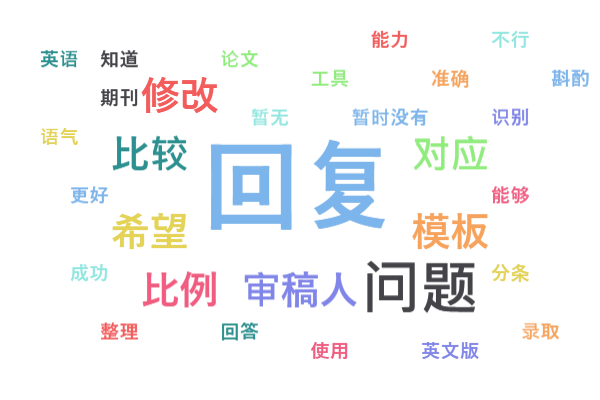 能力
不行
英语
知道
论文
工具
准确
斟酌
期刊
修改
暂无
暂时没有
识别
语气
比较
回复
对应
更好
能够
希望
模板
成功
比例
审稿人
问题
分条
整理
回答
录取
使用
英文版